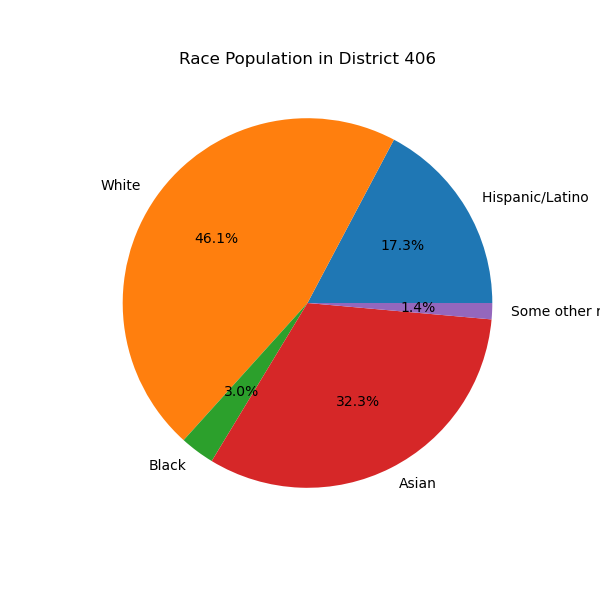 Race Population in District 406
White
Hispanic/Latino
46.1%
17.3%
1.4%
Some other
3.0%
32.3%
Black
Asian